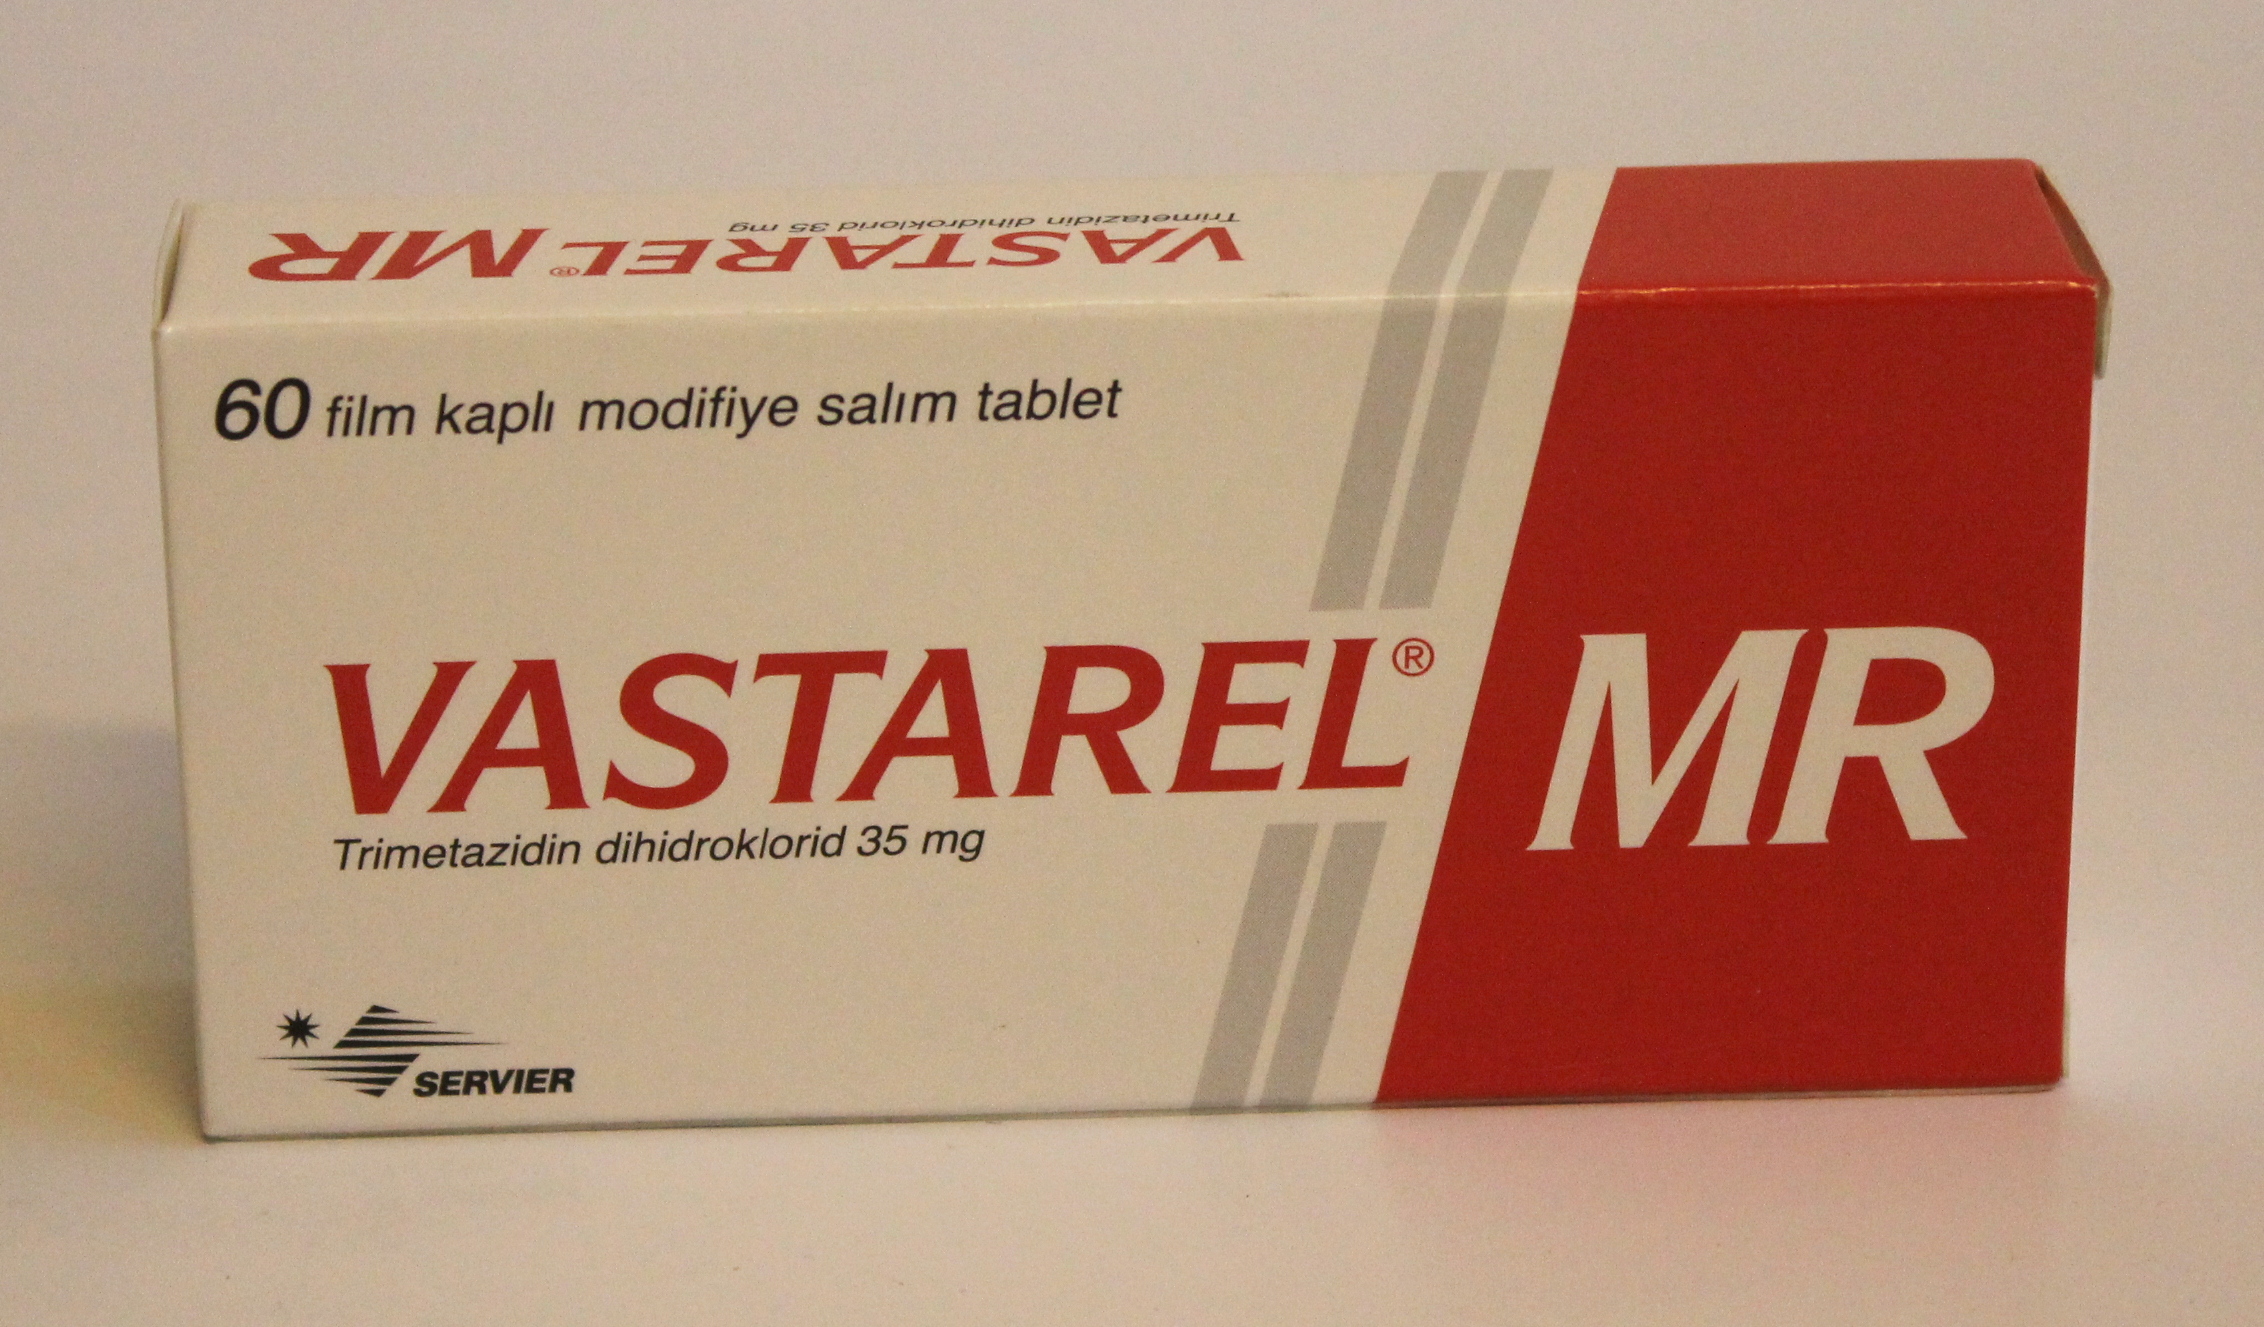 VASTAREL® MR
Trimetazidin dihidroklorid 35 mg
60 film kaplı modifiye salım tablet
VASTAREL® MR
Trimetazidin dihidroklorid 35 mg
SERVIER